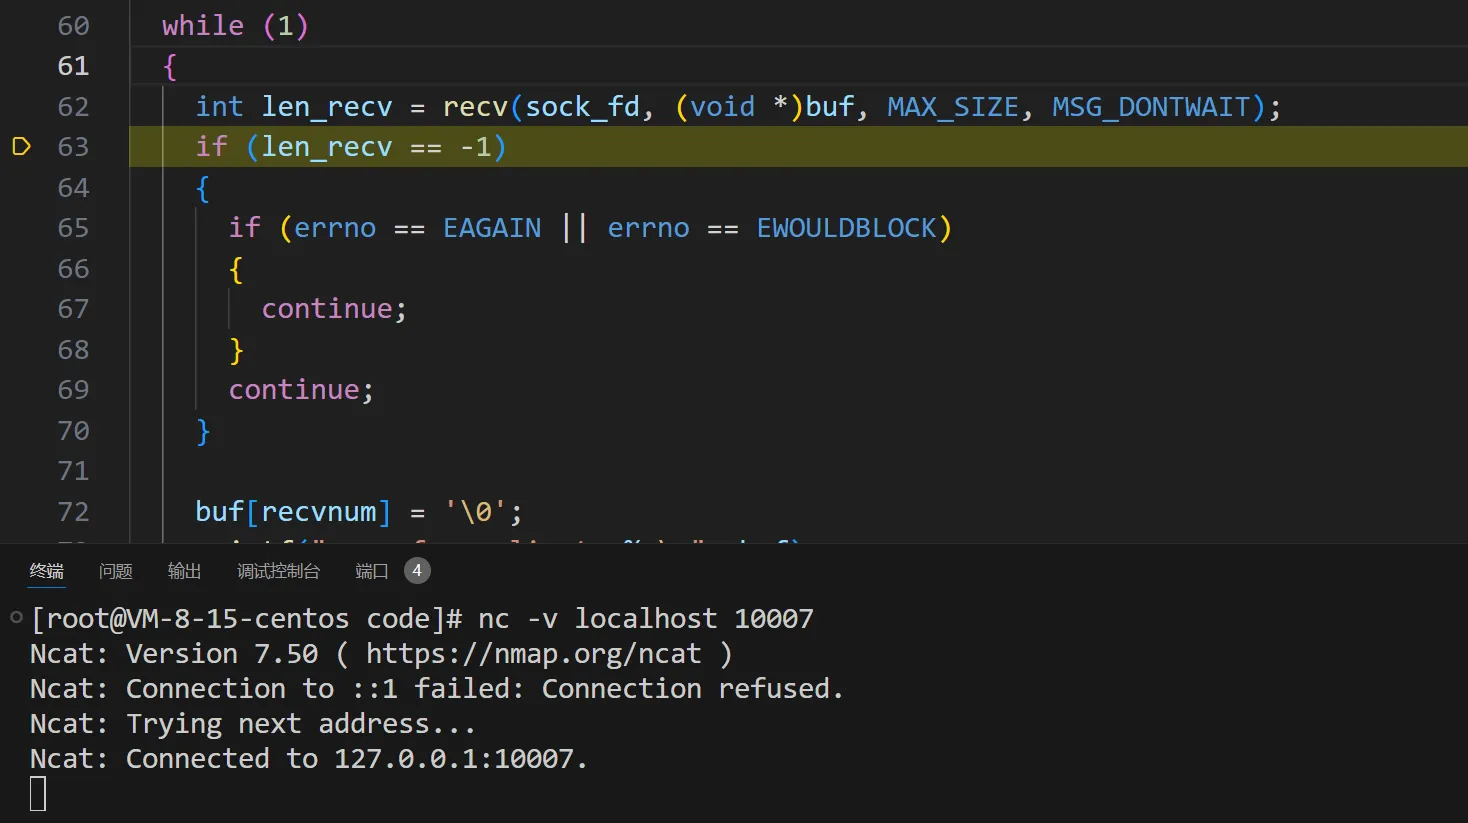 60 while (1)
61 {
62 int len_recv = recv(sock_fd, (void *)buf, MAX_SIZE, MSG_DONTWAIT);
63 if (len_recv == -1)
64 {
65 if (errno == EAGAIN || errno == EWOULDBLOCK)
66 {
67 continue;
68 }
69 continue;
70 }
71
72 buf[recvnum] = '\0';
终端 问题 输出 调试控制台 端口 4
[root@VM-8-15-centos code]# nc -v localhost 10007
Ncat: Version 7.50 ( https://nmap.org/ncat )
Ncat: Connection to ::1 failed: Connection refused.
Ncat: Trying next address...
Ncat: Connected to 127.0.0.1:10007.